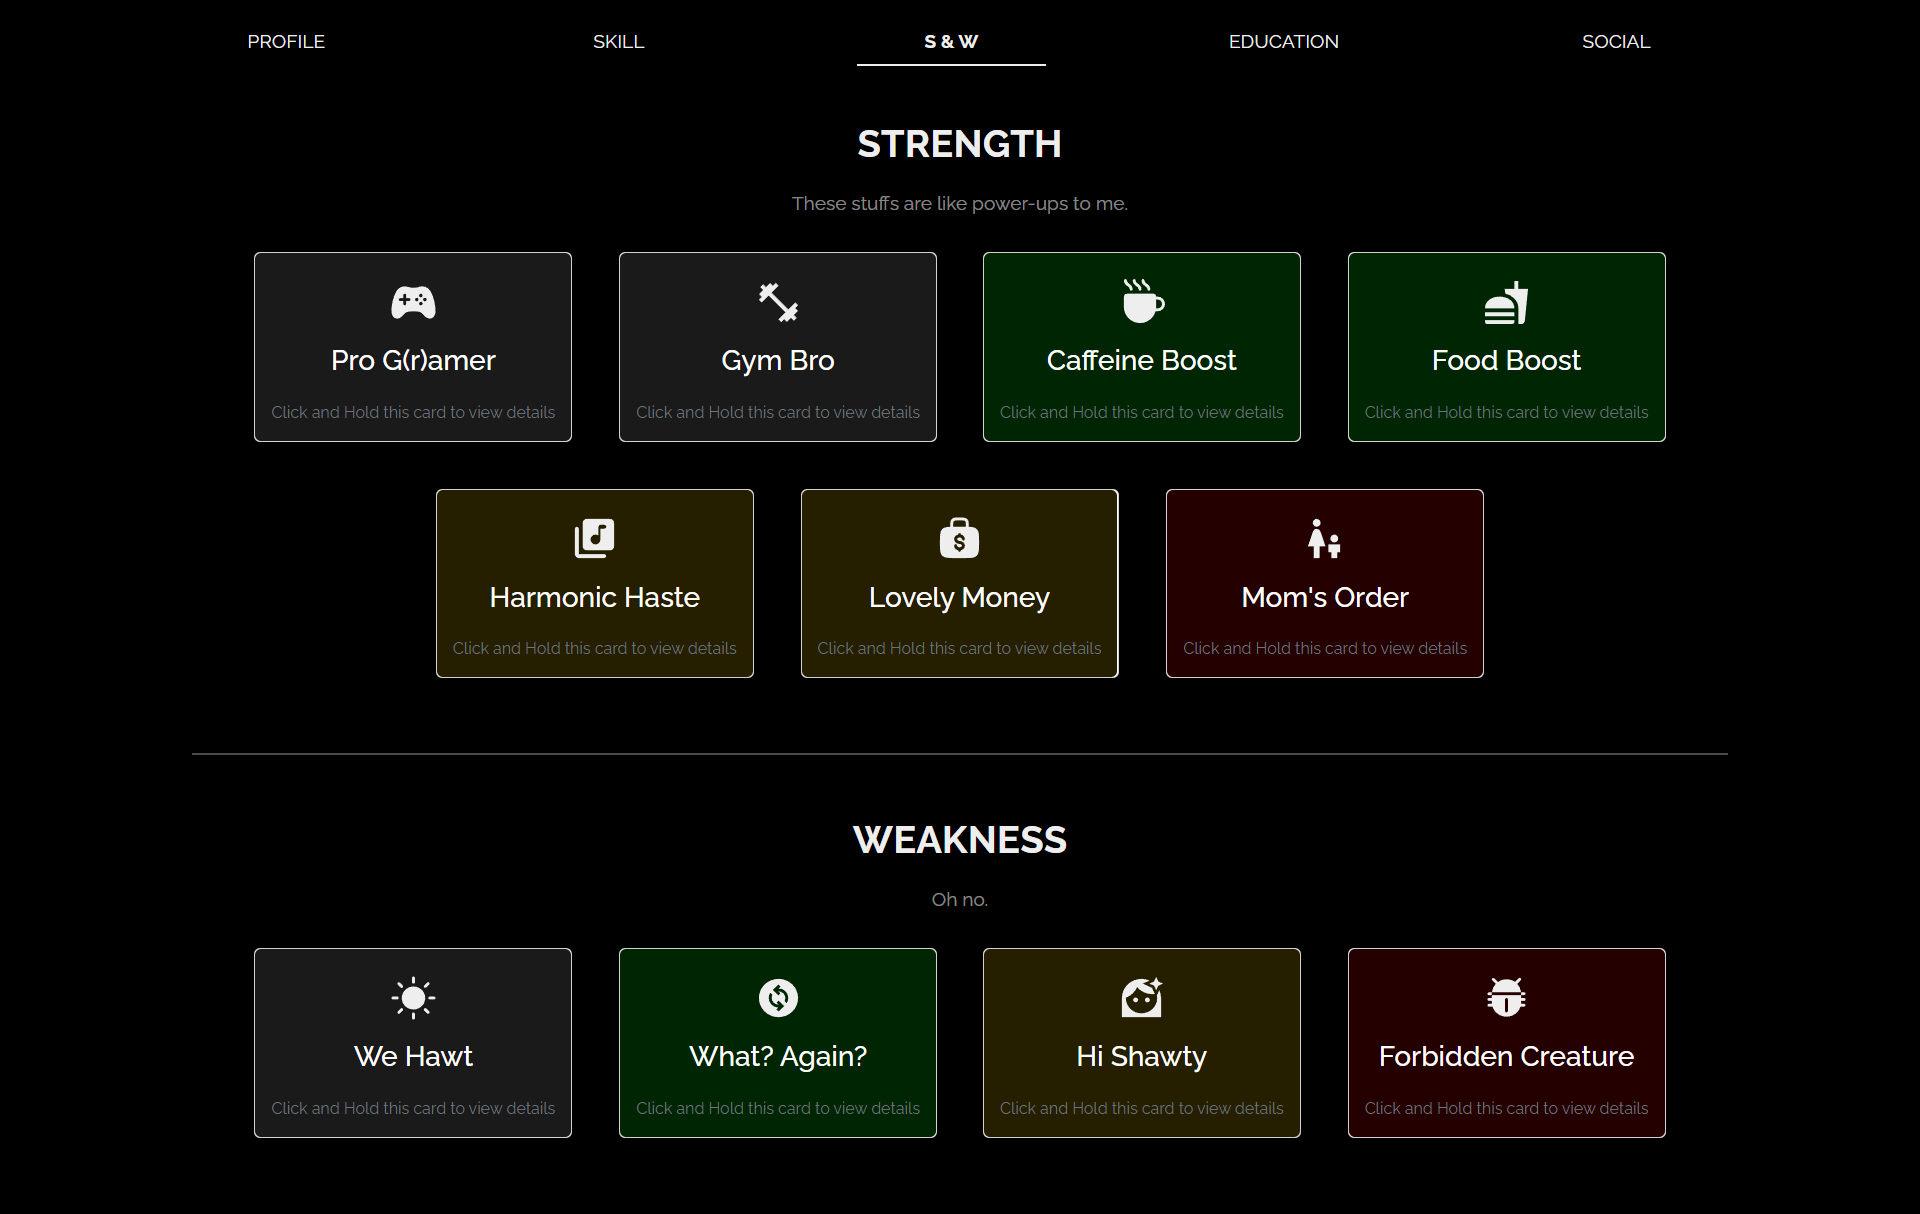 PROFILE
SKILL
S & W
EDUCATION
SOCIAL
STRENGTH
These stuffs are like power-ups to me.
Pro G(r)amer
Click and Hold this card to view details
Gym Bro
Click and Hold this card to view details
Caffeine Boost
Click and Hold this card to view details
Food Boost
Click and Hold this card to view details
Harmonic Haste
Click and Hold this card to view details
$
Lovely Money
Click and Hold this card to view details
Mom's Order
Click and Hold this card to view details
WEAKNESS
Oh no.
We Hawt
Click and Hold this card to view details
What? Again?
Click and Hold this card to view details
Hi Shawty
Click and Hold this card to view details
Forbidden Creature
Click and Hold this card to view details